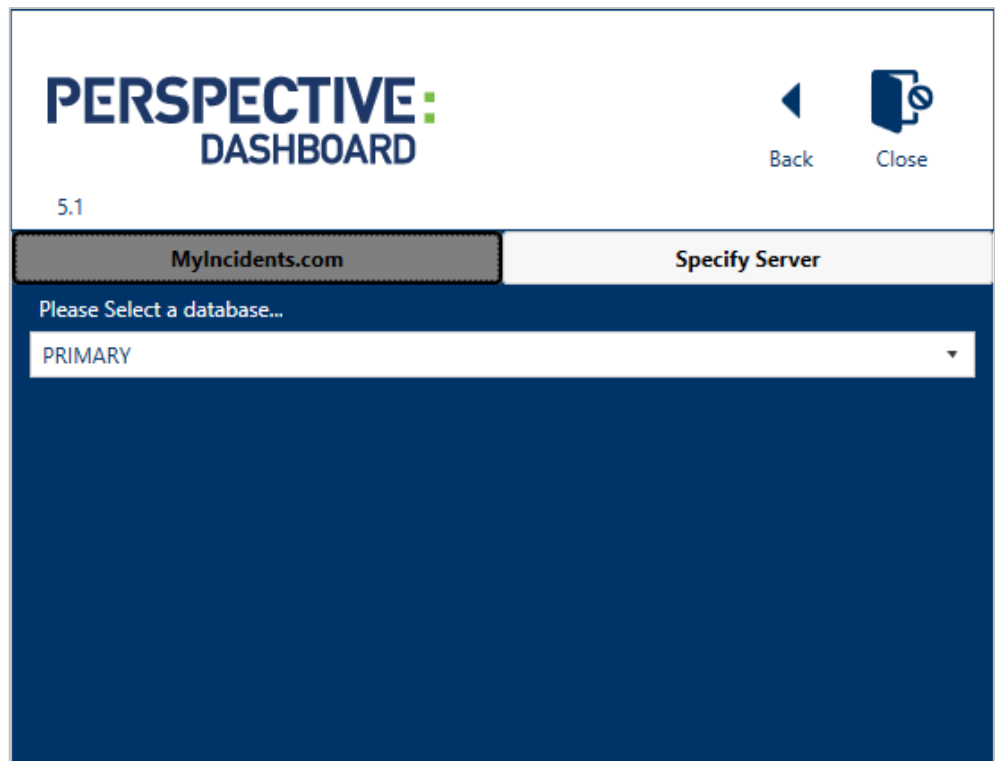 PERSPECTIVE:
DASHBOARD
Back Close
5.1
MyIncidents.com Specify Server
Please Select a database...
PRIMARY